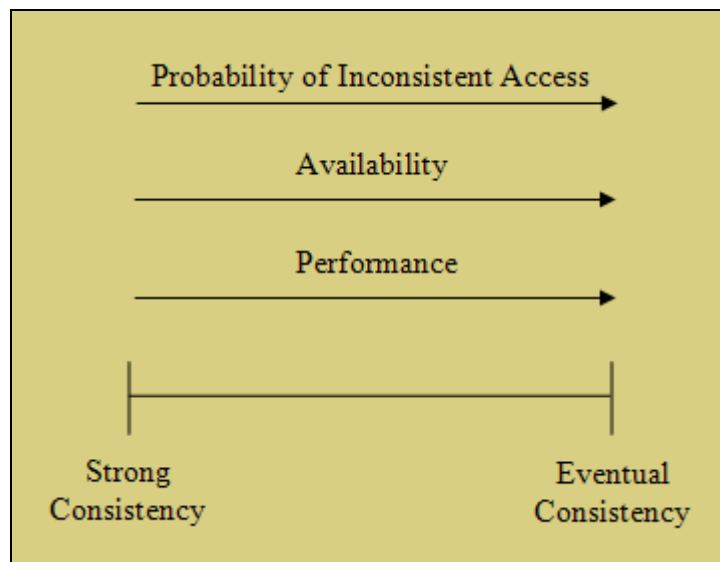 Probability of Inconsistent Access
Availability
Performance
Strong
Consistency
Eventual
Consistency